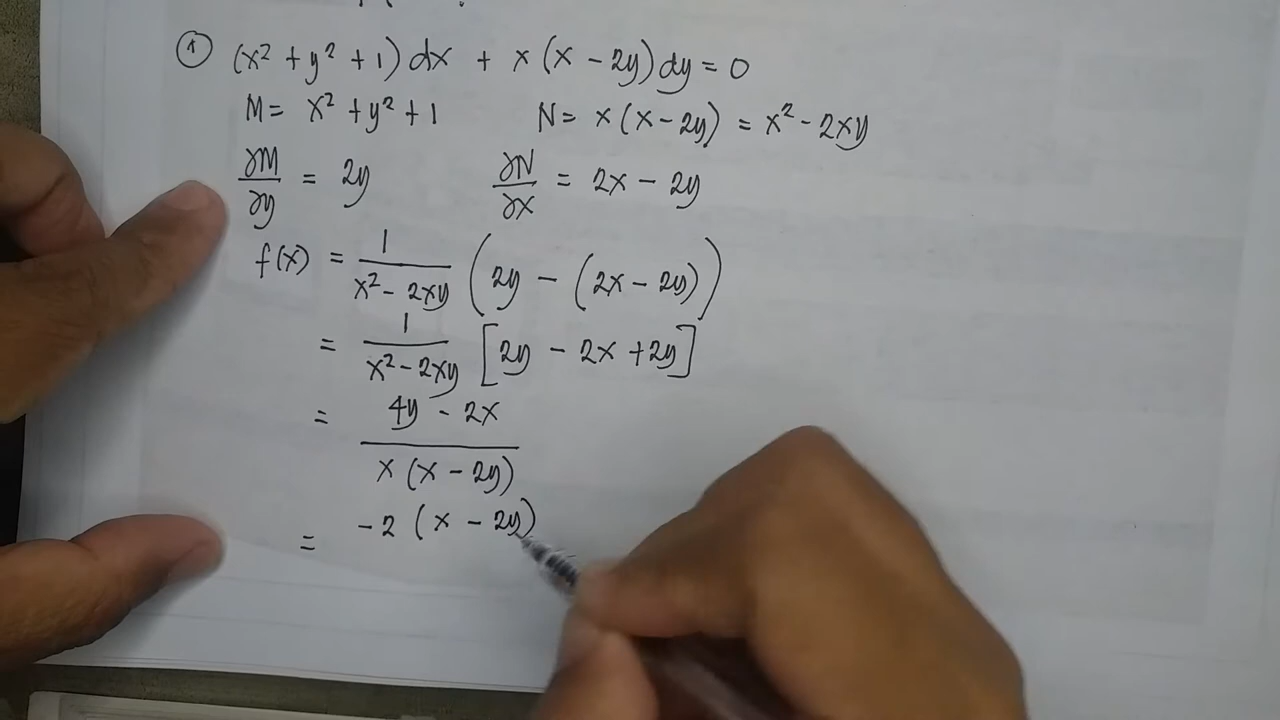 ① (x² + y² + 1) dx + x (x - 2y) dy = 0
M = x² + y² + 1 N = x (x - 2y) = x² - 2xy
∂M/∂y = 2y ∂N/∂x = 2x - 2y
f(x) = 1/(x² - 2xy) (2y - (2x - 2y))
= 1/(x² - 2xy) [2y - 2x + 2y]
= (4y - 2x)/(x (x - 2y))
= -2 (x - 2y)